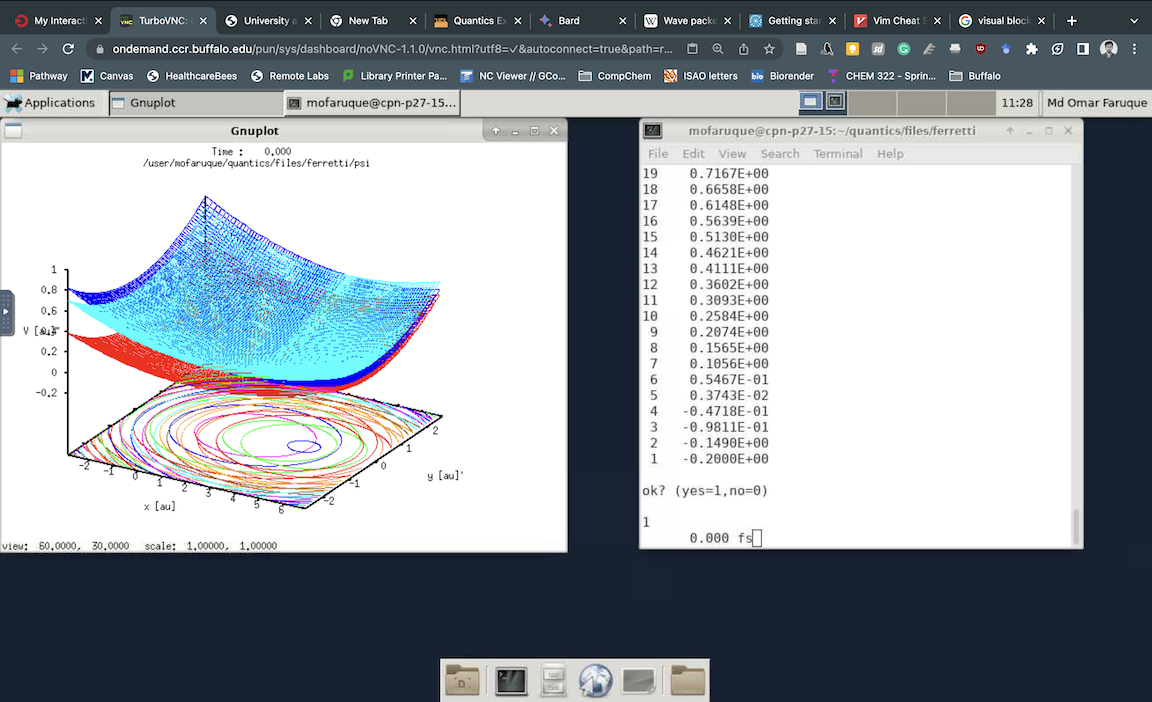 My Interacti
TurboVNC:
University a
New Tab
Quantics Ex
Bard
Wave packe
Getting star
Vim Cheat S
visual block
ondemand.ccr.buffalo.edu/pun/sys/dashboard/noVNC-1.1.0/vnc.html?utf8=✓&autoconnect=true&path=r...
Pathway
Canvas
HealthcareBees
Remote Labs
Library Printer Pa...
NC Viewer // GCo...
CompChem
ISAO letters
Biorender
CHEM 322 - Sprin...
Buffalo
Applications
Gnuplot
mofaruque@cpn-p27-15...
11:28
Md Omar Faruque
Gnuplot
Time : 0.000
/user/mofaruque/quantics/files/ferretti/psi
1
0.8
0.6
V [au]
0.2
0
-0.2
-2
-1
0
1
2
3
4
5
6
x [au]
-2
-1
0
1
2
y [au]'
view: 60.0000, 30.0000 scale: 1.00000, 1.00000
mofaruque@cpn-p27-15:~/quantics/files/ferretti
File Edit View Search Terminal Help
19 0.7167E+00
18 0.6658E+00
17 0.6148E+00
16 0.5639E+00
15 0.5130E+00
14 0.4621E+00
13 0.4111E+00
12 0.3602E+00
11 0.3093E+00
10 0.2584E+00
9 0.2074E+00
8 0.1565E+00
7 0.1056E+00
6 0.5467E-01
5 0.3743E-02
4 -0.4718E-01
3 -0.9811E-01
2 -0.1490E+00
1 -0.2000E+00
ok? (yes=1,no=0)
1
0.000 fs